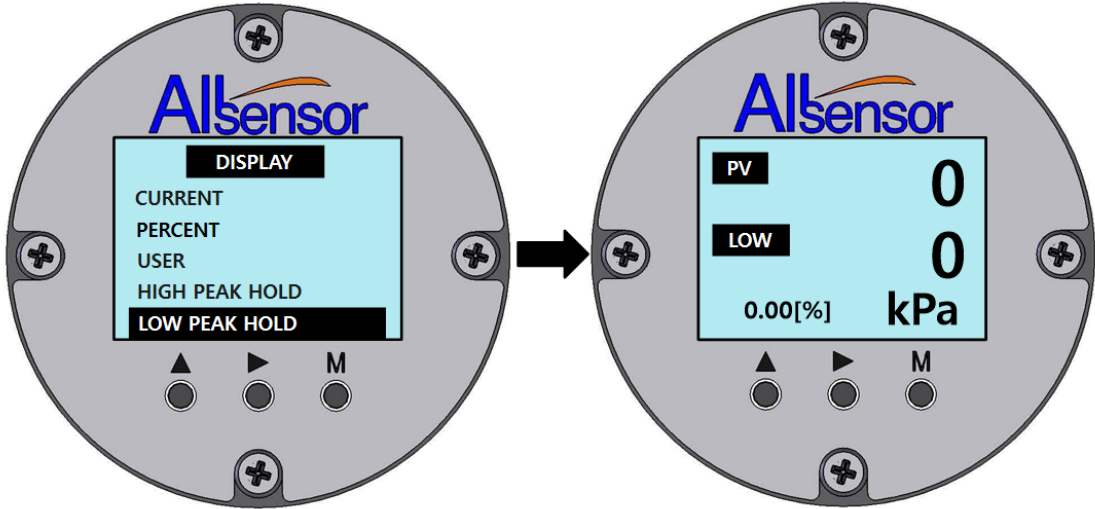 Allsensor
DISPLAY
CURRENT
PERCENT
USER
HIGH PEAK HOLD
LOW PEAK HOLD
M
Allsensor
PV
0
LOW
0
0.00[%] kPa
M